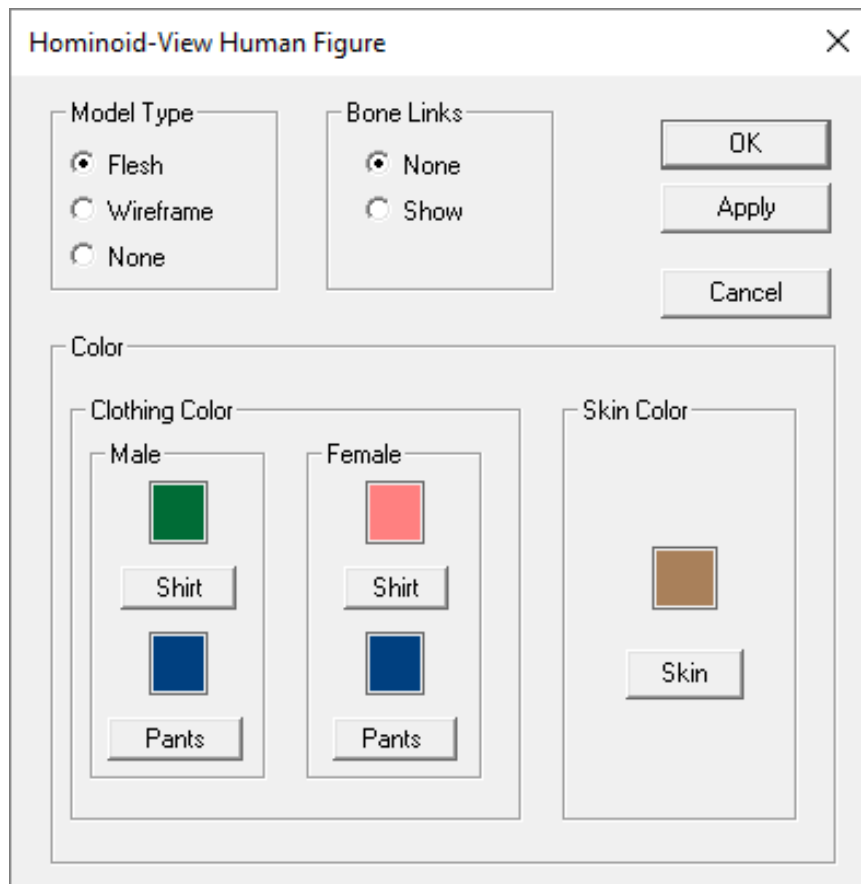 Hominoid-View Human Figure
Model Type
Flesh
Wireframe
None
Bone Links
None
Show
OK
Apply
Cancel
Color
Clothing Color
Male
Shirt
Pants
Female
Shirt
Pants
Skin Color
Skin